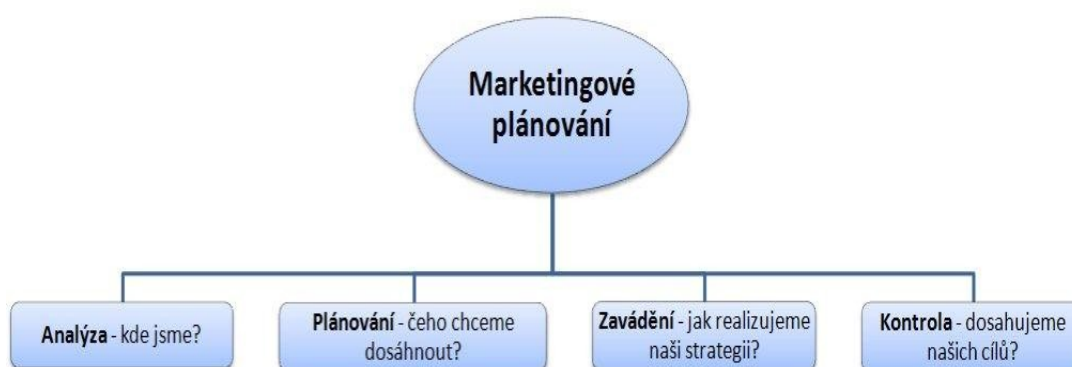 Marketingové
plánování
Analýza - kde jsme?
Plánování - čeho chceme
dosáhnout?
Zavádění - jak realizujeme
naši strategii?
Kontrola - dosahujeme
našich cílů?